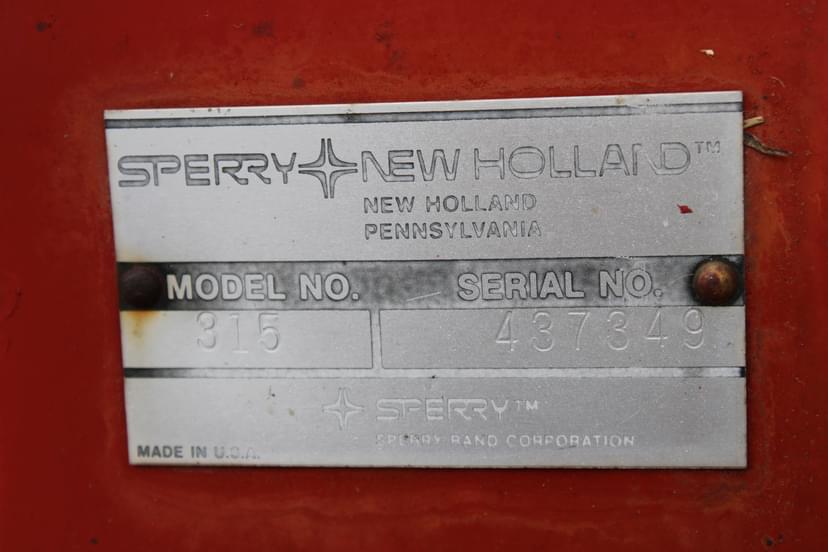 SPERRY NEW HOLLAND™
NEW HOLLAND
PENNSYLVANIA
MODEL NO. SERIAL NO.
315 437349
SPERRY™
SPERRY RAND CORPORATION
MADE IN U.S.A.